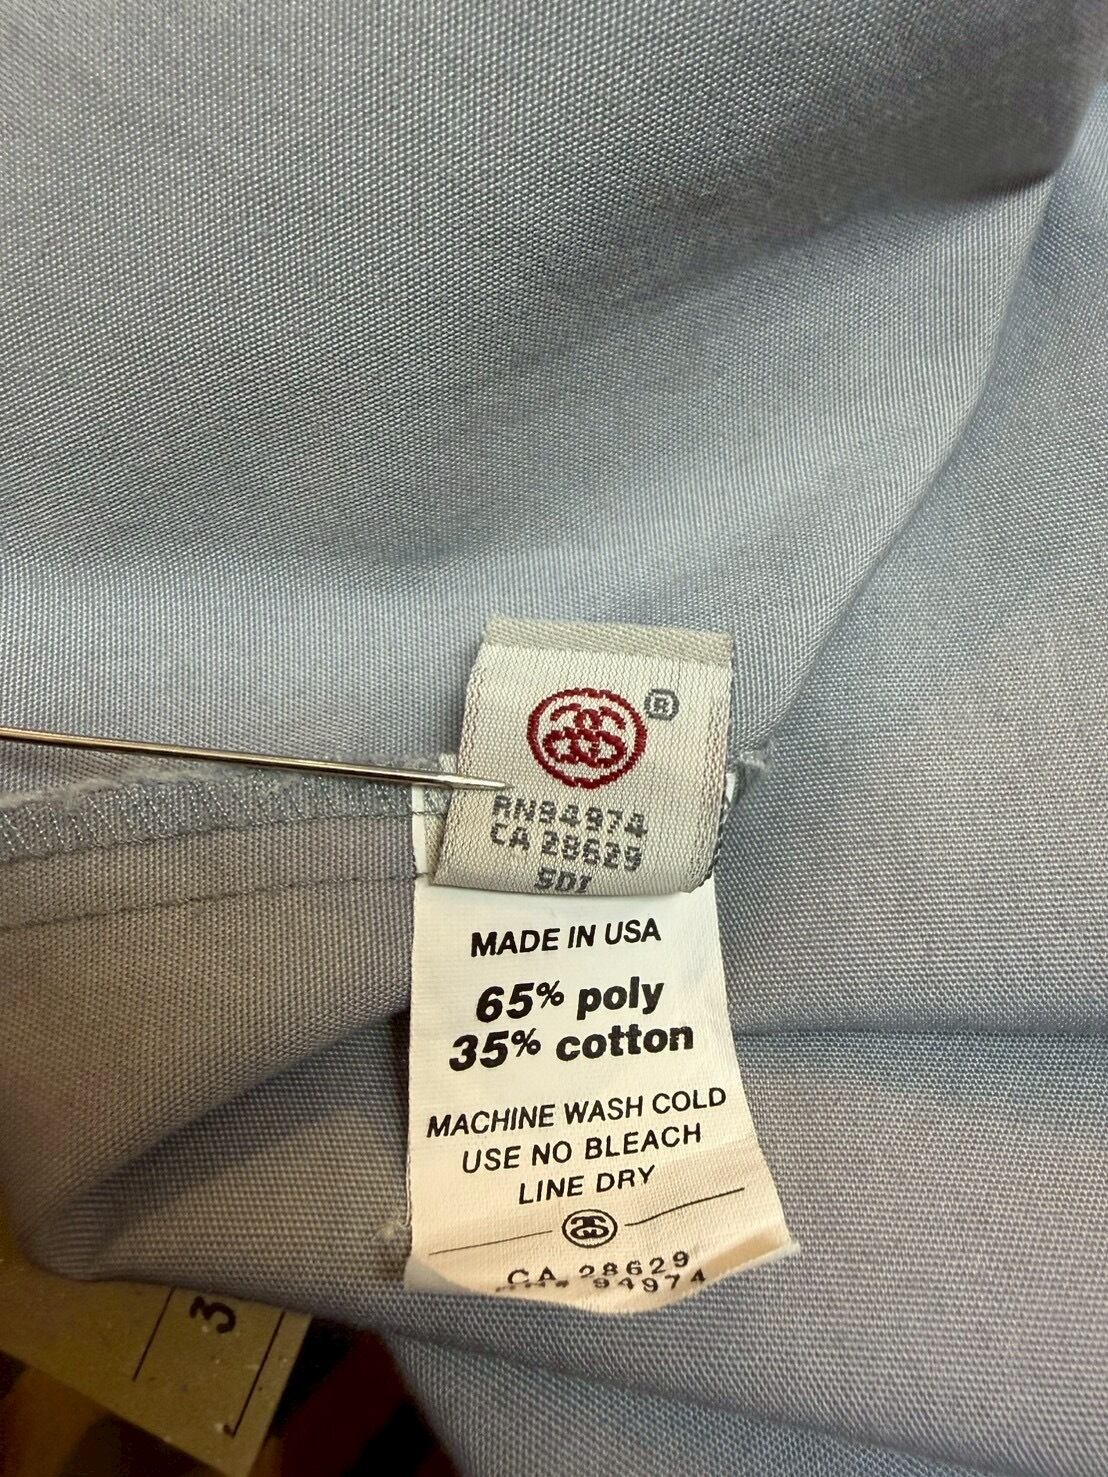 ®
RN94974
CA 28629
SDI
MADE IN USA
65% poly
35% cotton
MACHINE WASH COLD
USE NO BLEACH
LINE DRY
CA 28629
94974
3